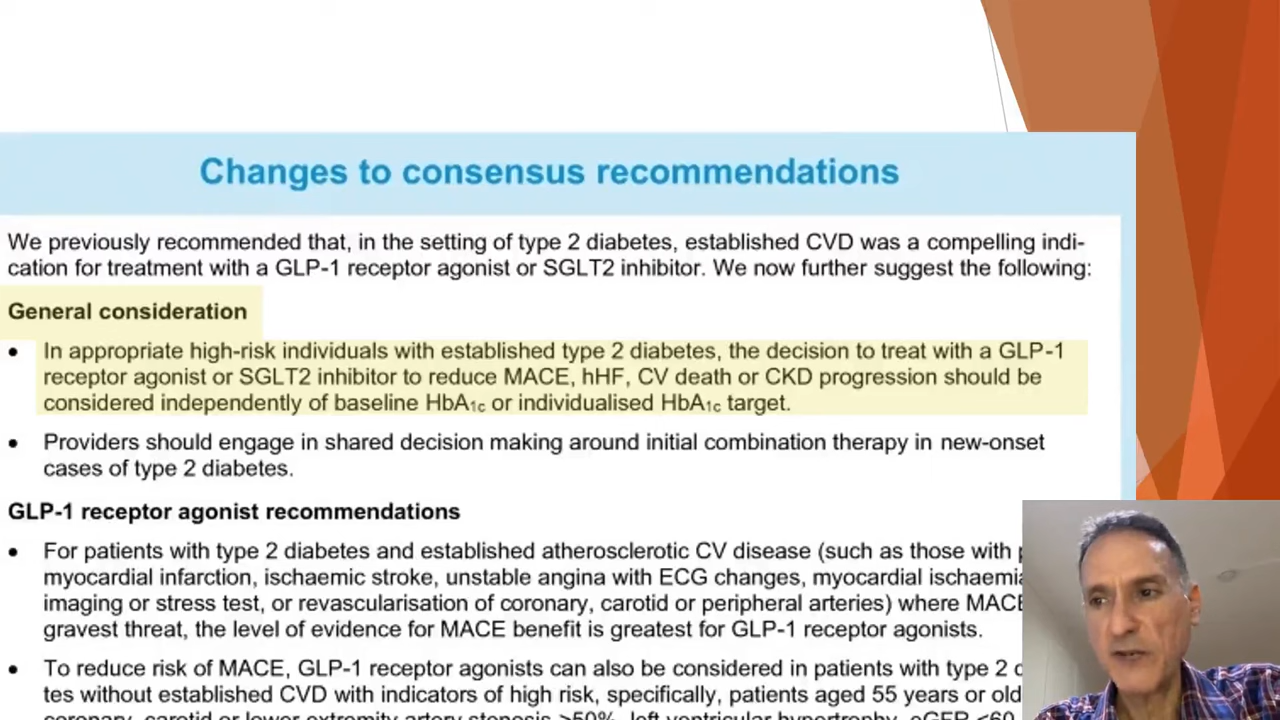 Changes to consensus recommendations
We previously recommended that, in the setting of type 2 diabetes, established CVD was a compelling indi-
cation for treatment with a GLP-1 receptor agonist or SGLT2 inhibitor. We now further suggest the following:
General consideration
• In appropriate high-risk individuals with established type 2 diabetes, the decision to treat with a GLP-1
receptor agonist or SGLT2 inhibitor to reduce MACE, hHF, CV death or CKD progression should be
considered independently of baseline HbA1c or individualised HbA1c target.
• Providers should engage in shared decision making around initial combination therapy in new-onset
cases of type 2 diabetes.
GLP-1 receptor agonist recommendations
• For patients with type 2 diabetes and established atherosclerotic CV disease (such as those with
myocardial infarction, ischaemic stroke, unstable angina with ECG changes, myocardial ischaemia
imaging or stress test, or revascularisation of coronary, carotid or peripheral arteries) where MACE
gravest threat, the level of evidence for MACE benefit is greatest for GLP-1 receptor agonists.
• To reduce risk of MACE, GLP-1 receptor agonists can also be considered in patients with type 2
tes without established CVD with indicators of high risk, specifically, patients aged 55 years or old
coronary, carotid or lower extremity artery stenosis >50%, left ventricular hypertrophy, eGFR <60